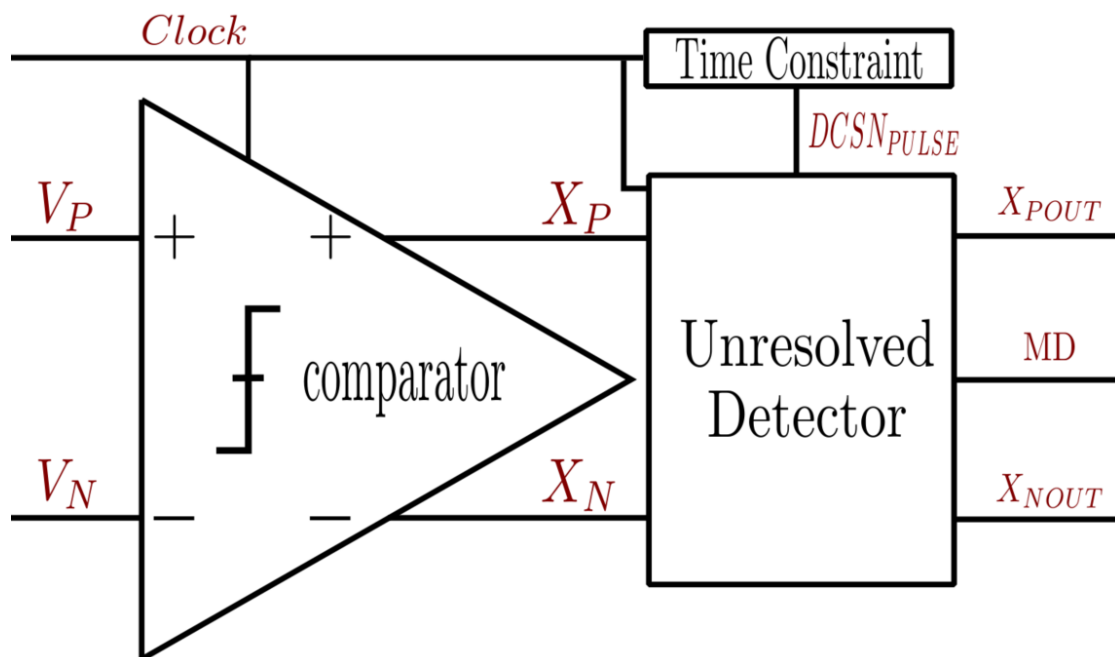 Clock
Time Constraint
DCSN_PULSE
V_P
+
+
X_P
X_POUT
Unresolved
Detector
MD
comparator
V_N
−
−
X_N
X_NOUT